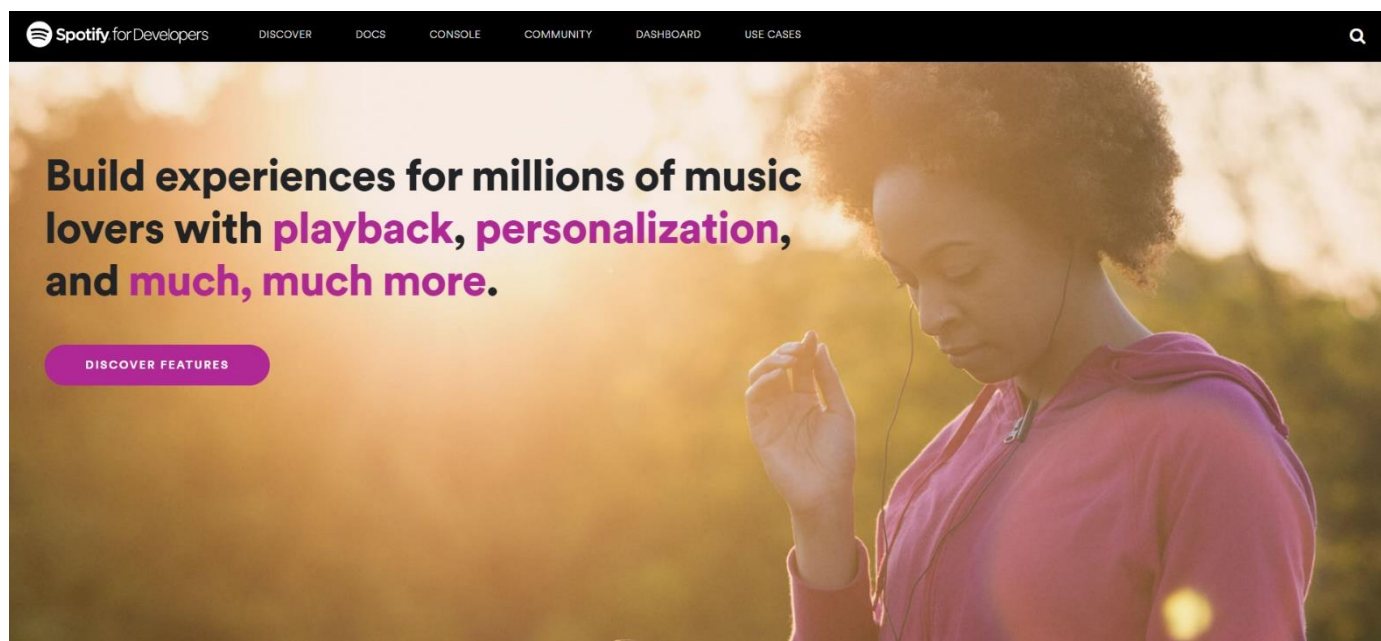 Spotify for Developers DISCOVER DOCS CONSOLE COMMUNITY DASHBOARD USE CASES
Build experiences for millions of music
lovers with playback, personalization,
and much, much more.
DISCOVER FEATURES